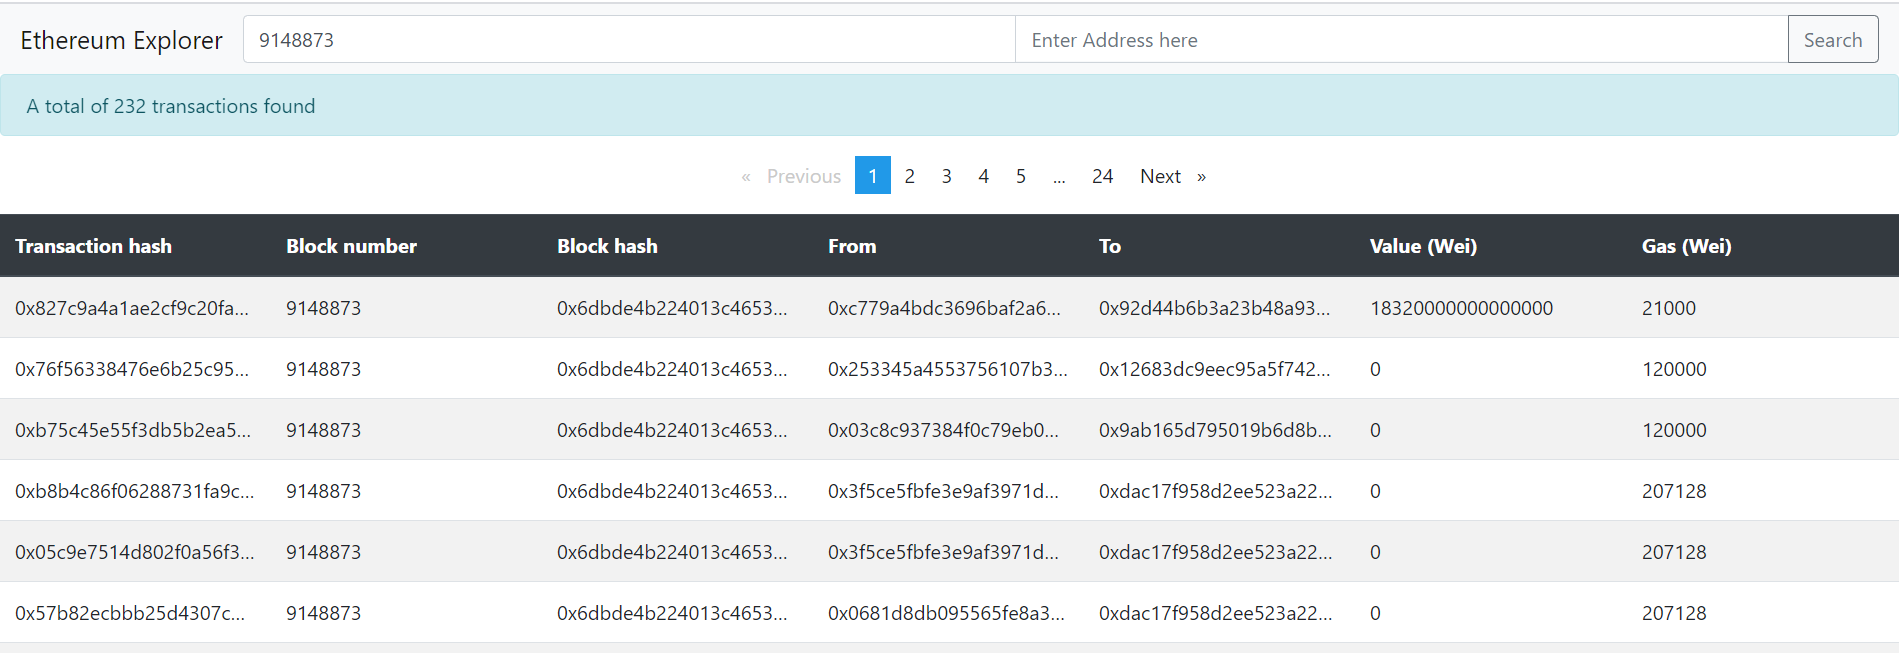 Ethereum Explorer 9148873 Enter Address here Search
A total of 232 transactions found
« Previous 1 2 3 4 5 ... 24 Next »
Transaction hash Block number Block hash From To Value (Wei) Gas (Wei)
0x827c9a4a1ae2cf9c20fa... 9148873 0x6dbde4b224013c4653... 0xc779a4bdc3696baf2a6... 0x92d44b6b3a23b48a93... 18320000000000000 21000
0x76f56338476e6b25c95... 9148873 0x6dbde4b224013c4653... 0x253345a4553756107b3... 0x12683dc9eec95a5f742... 0 120000
0xb75c45e55f3db5b2ea5... 9148873 0x6dbde4b224013c4653... 0x03c8c937384f0c79eb0... 0x9ab165d795019b6d8b... 0 120000
0xb8b4c86f06288731fa9c... 9148873 0x6dbde4b224013c4653... 0x3f5ce5fbfe3e9af3971d... 0xdac17f958d2ee523a22... 0 207128
0x05c9e7514d802f0a56f3... 9148873 0x6dbde4b224013c4653... 0x3f5ce5fbfe3e9af3971d... 0xdac17f958d2ee523a22... 0 207128
0x57b82ecbbb25d4307c... 9148873 0x6dbde4b224013c4653... 0x0681d8db095565fe8a3... 0xdac17f958d2ee523a22... 0 207128